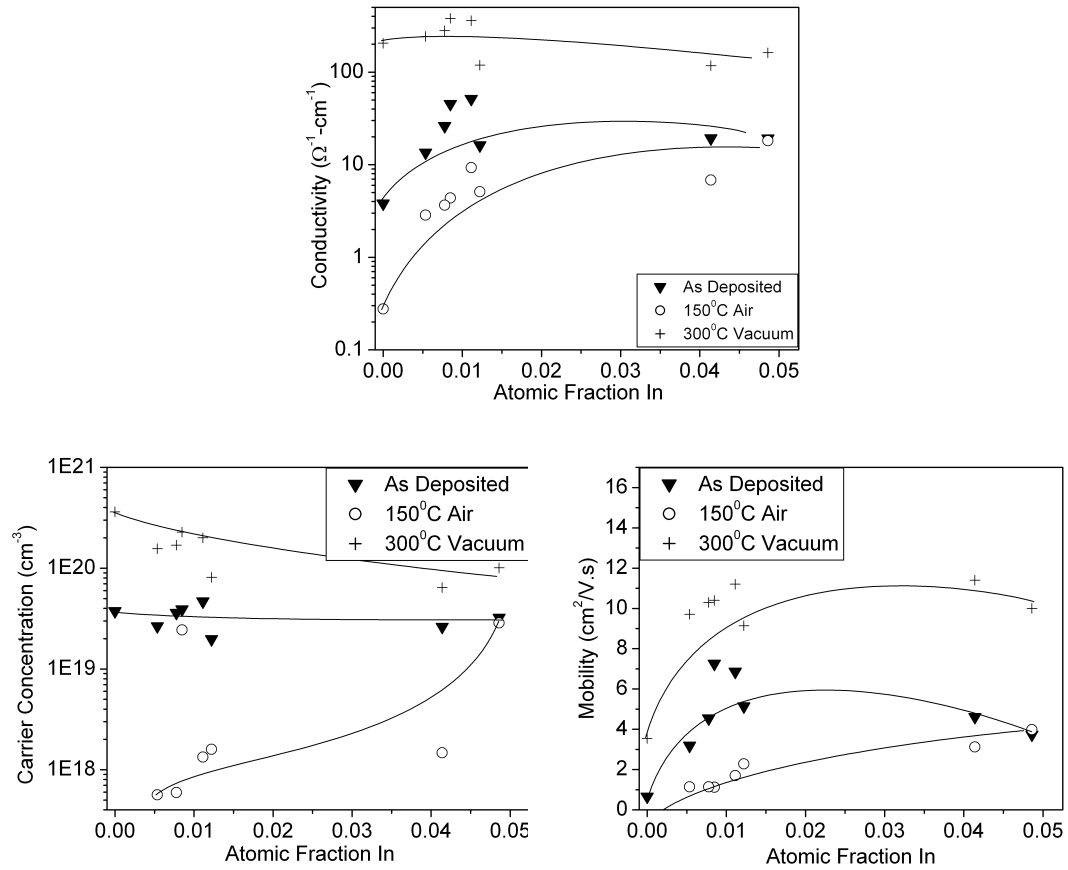 Conductivity (Ω⁻¹-cm⁻¹)
100
10
1
0.1
As Deposited
150⁰C Air
300⁰C Vacuum
0.00 0.01 0.02 0.03 0.04 0.05
Atomic Fraction In
Carrier Concentration (cm⁻³)
1E21
1E20
1E19
1E18
As Deposited
150⁰C Air
300⁰C Vacuum
0.00 0.01 0.02 0.03 0.04 0.05
Atomic Fraction In
Mobility (cm²/V.s)
16
14
12
10
8
6
4
2
0
As Deposited
150⁰C Air
300⁰C Vacuum
0.00 0.01 0.02 0.03 0.04 0.05
Atomic Fraction In